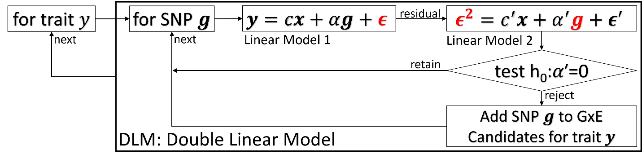 for trait y
next
for SNP g
next
y = cx + αg + ϵ
Linear Model 1
residual
ϵ² = c′x + α′g + ϵ′
Linear Model 2
retain
test h₀:α′=0
reject
Add SNP g to GxE
Candidates for trait y
DLM: Double Linear Model